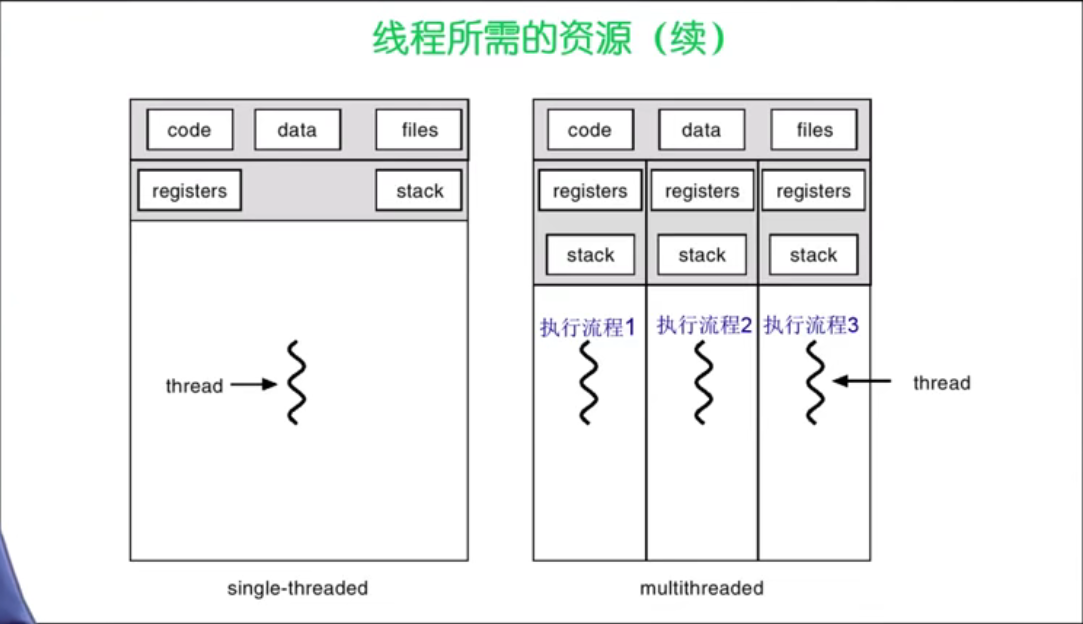 线程所需的资源（续）
code data files
code data files
registers stack
registers registers registers
stack stack stack
执行流程1 执行流程2 执行流程3
thread
thread
single-threaded
multithreaded